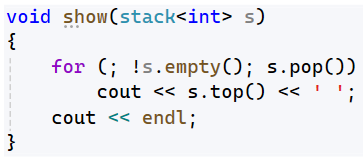 void show(stack<int> s)
{
    for (; !s.empty(); s.pop())
        cout << s.top() << ' ';
    cout << endl;
}